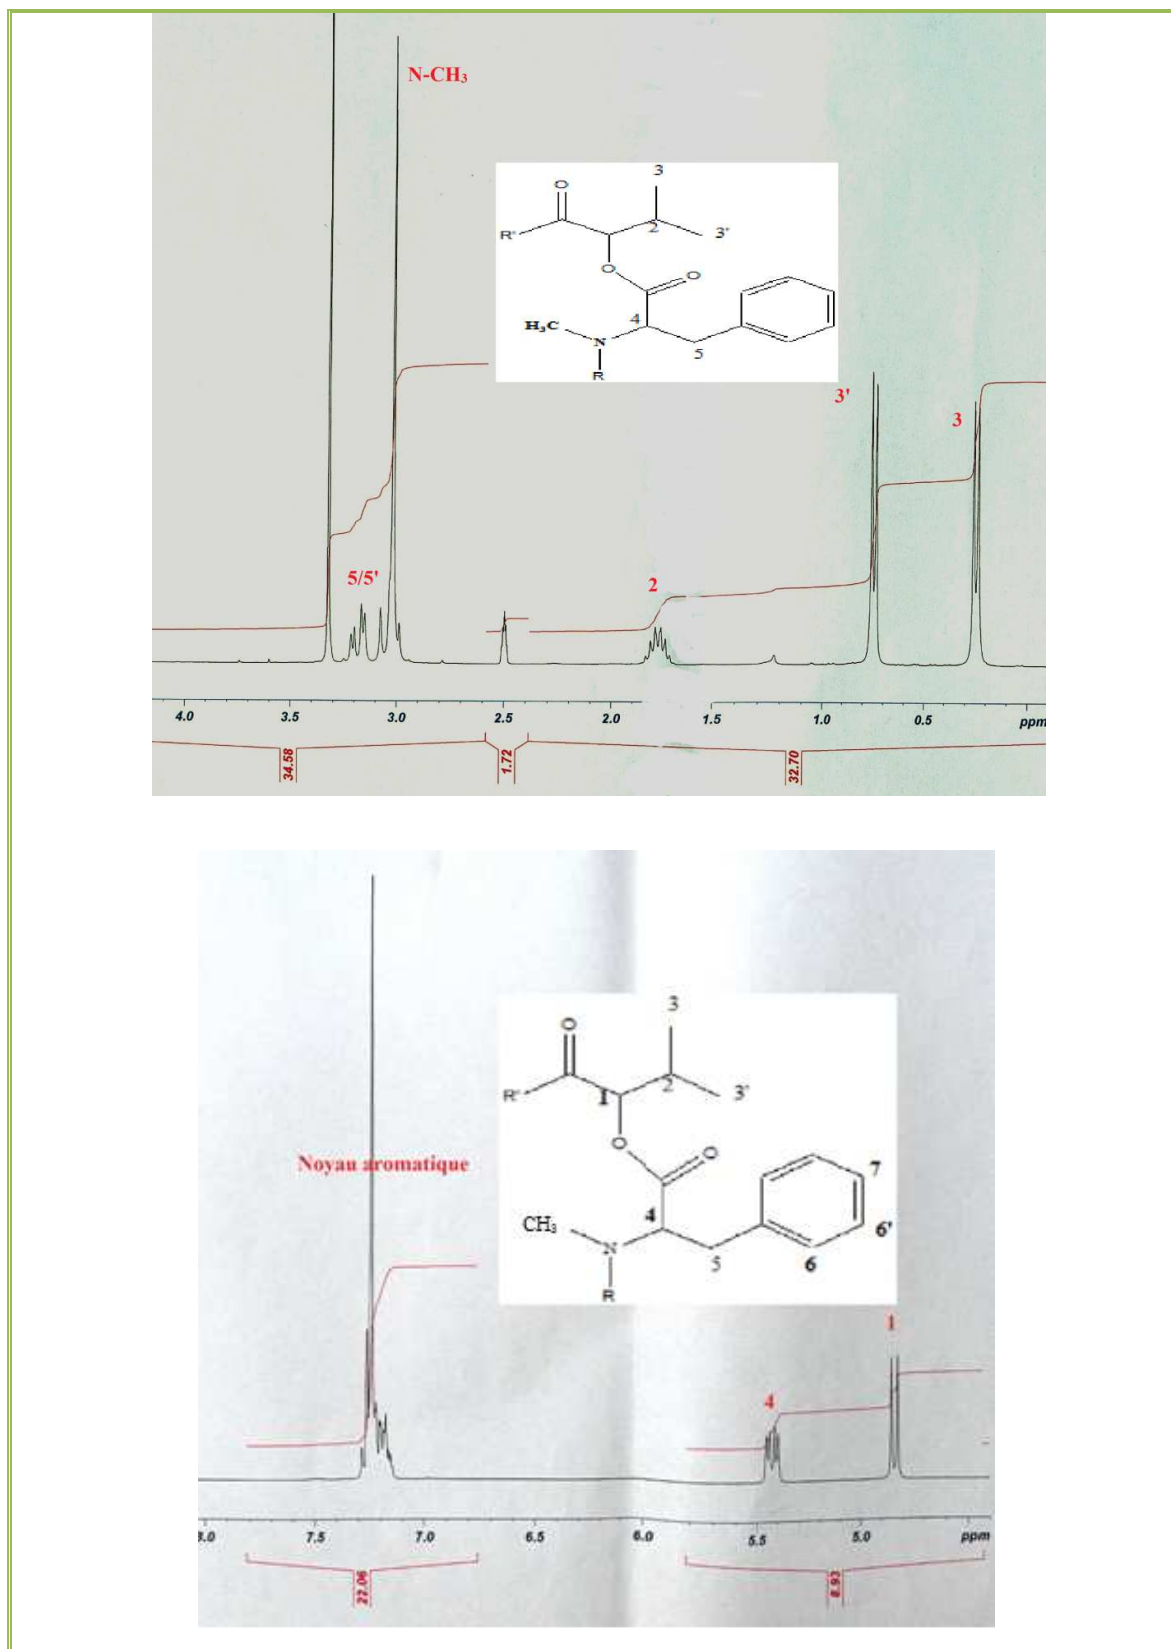 N-CH₃
3
O
2
R'
3'
O
O
4
H₃C
N
5
R
3'
3
5/5'
2
4.0 3.5 3.0 2.5 2.0 1.5 1.0 0.5 ppm
34.58 1.72 32.70
3
O
2
R'
1
3'
O
O
Noyau aromatique
7
4
CH₃
6'
N
5
6
R
1
4
8.0 7.5 7.0 6.5 6.0 5.5 5.0 ppm
22.06 8.93